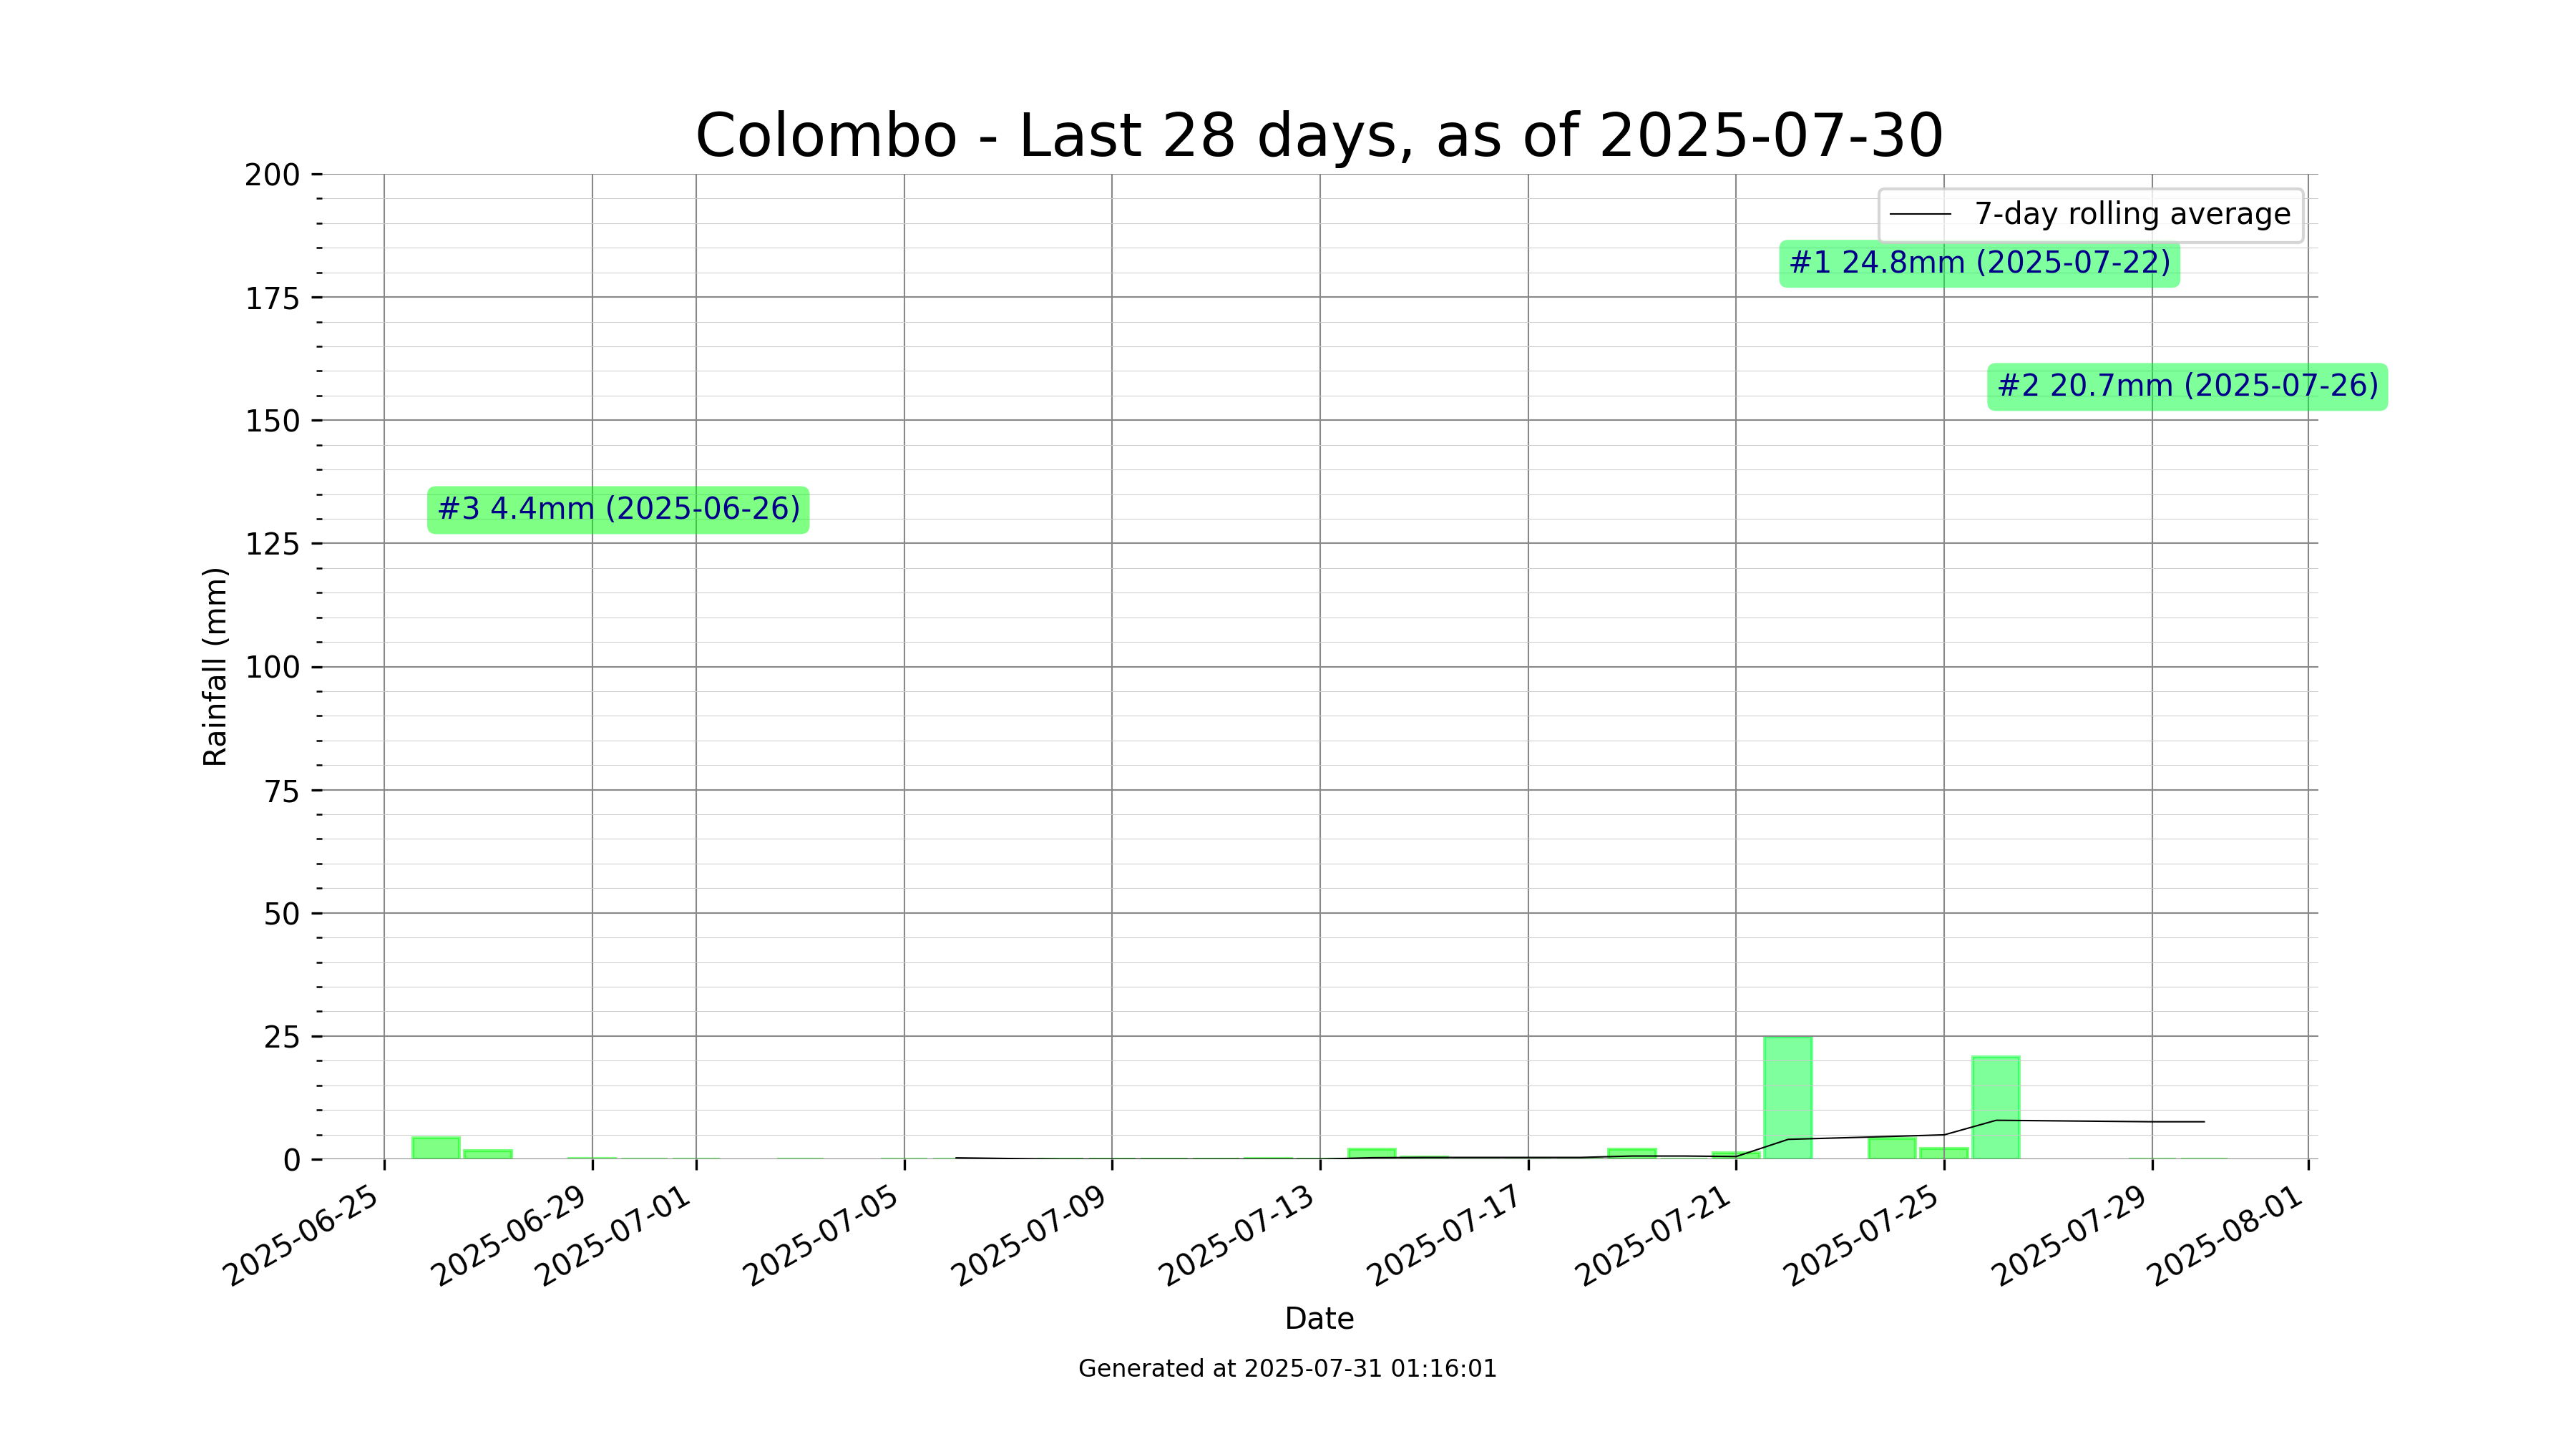 Colombo - Last 28 days, as of 2025-07-30
200
175
150
125
100
75
50
25
0
Rainfall (mm)
7-day rolling average
#1 24.8mm (2025-07-22)
#2 20.7mm (2025-07-26)
#3 4.4mm (2025-06-26)
2025-06-25
2025-06-29
2025-07-01
2025-07-05
2025-07-09
2025-07-13
2025-07-17
2025-07-21
2025-07-25
2025-07-29
2025-08-01
Date
Generated at 2025-07-31 01:16:01